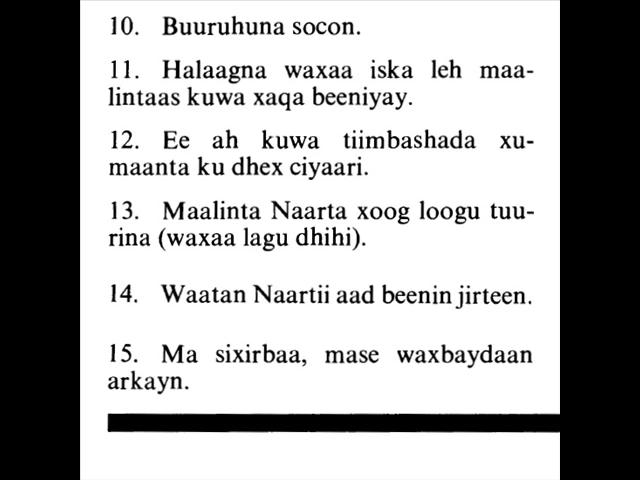 10. Buuruhuna socon.
11. Halaagna waxaa iska leh maa-
lintaas kuwa xaqa beeniyay.
12. Ee ah kuwa tiimbashada xu-
maanta ku dhex ciyaari.
13. Maalinta Naarta xoog loogu tuu-
rina (waxaa lagu dhihi).
14. Waatan Naartii aad beenin jirteen.
15. Ma sixirbaa, mase waxbaydaan
arkayn.